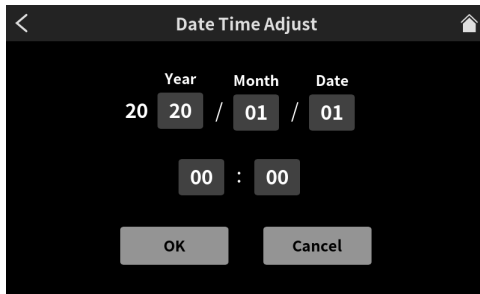 Date Time Adjust
Year Month Date
20 20 / 01 / 01
00 : 00
OK Cancel